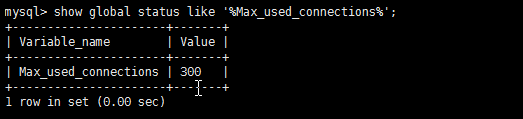 mysql> show global status like '%Max_used_connections%';
+----------------------+-------+
| Variable_name        | Value |
+----------------------+-------+
| Max_used_connections | 300   |
+----------------------+-------+
1 row in set (0.00 sec)